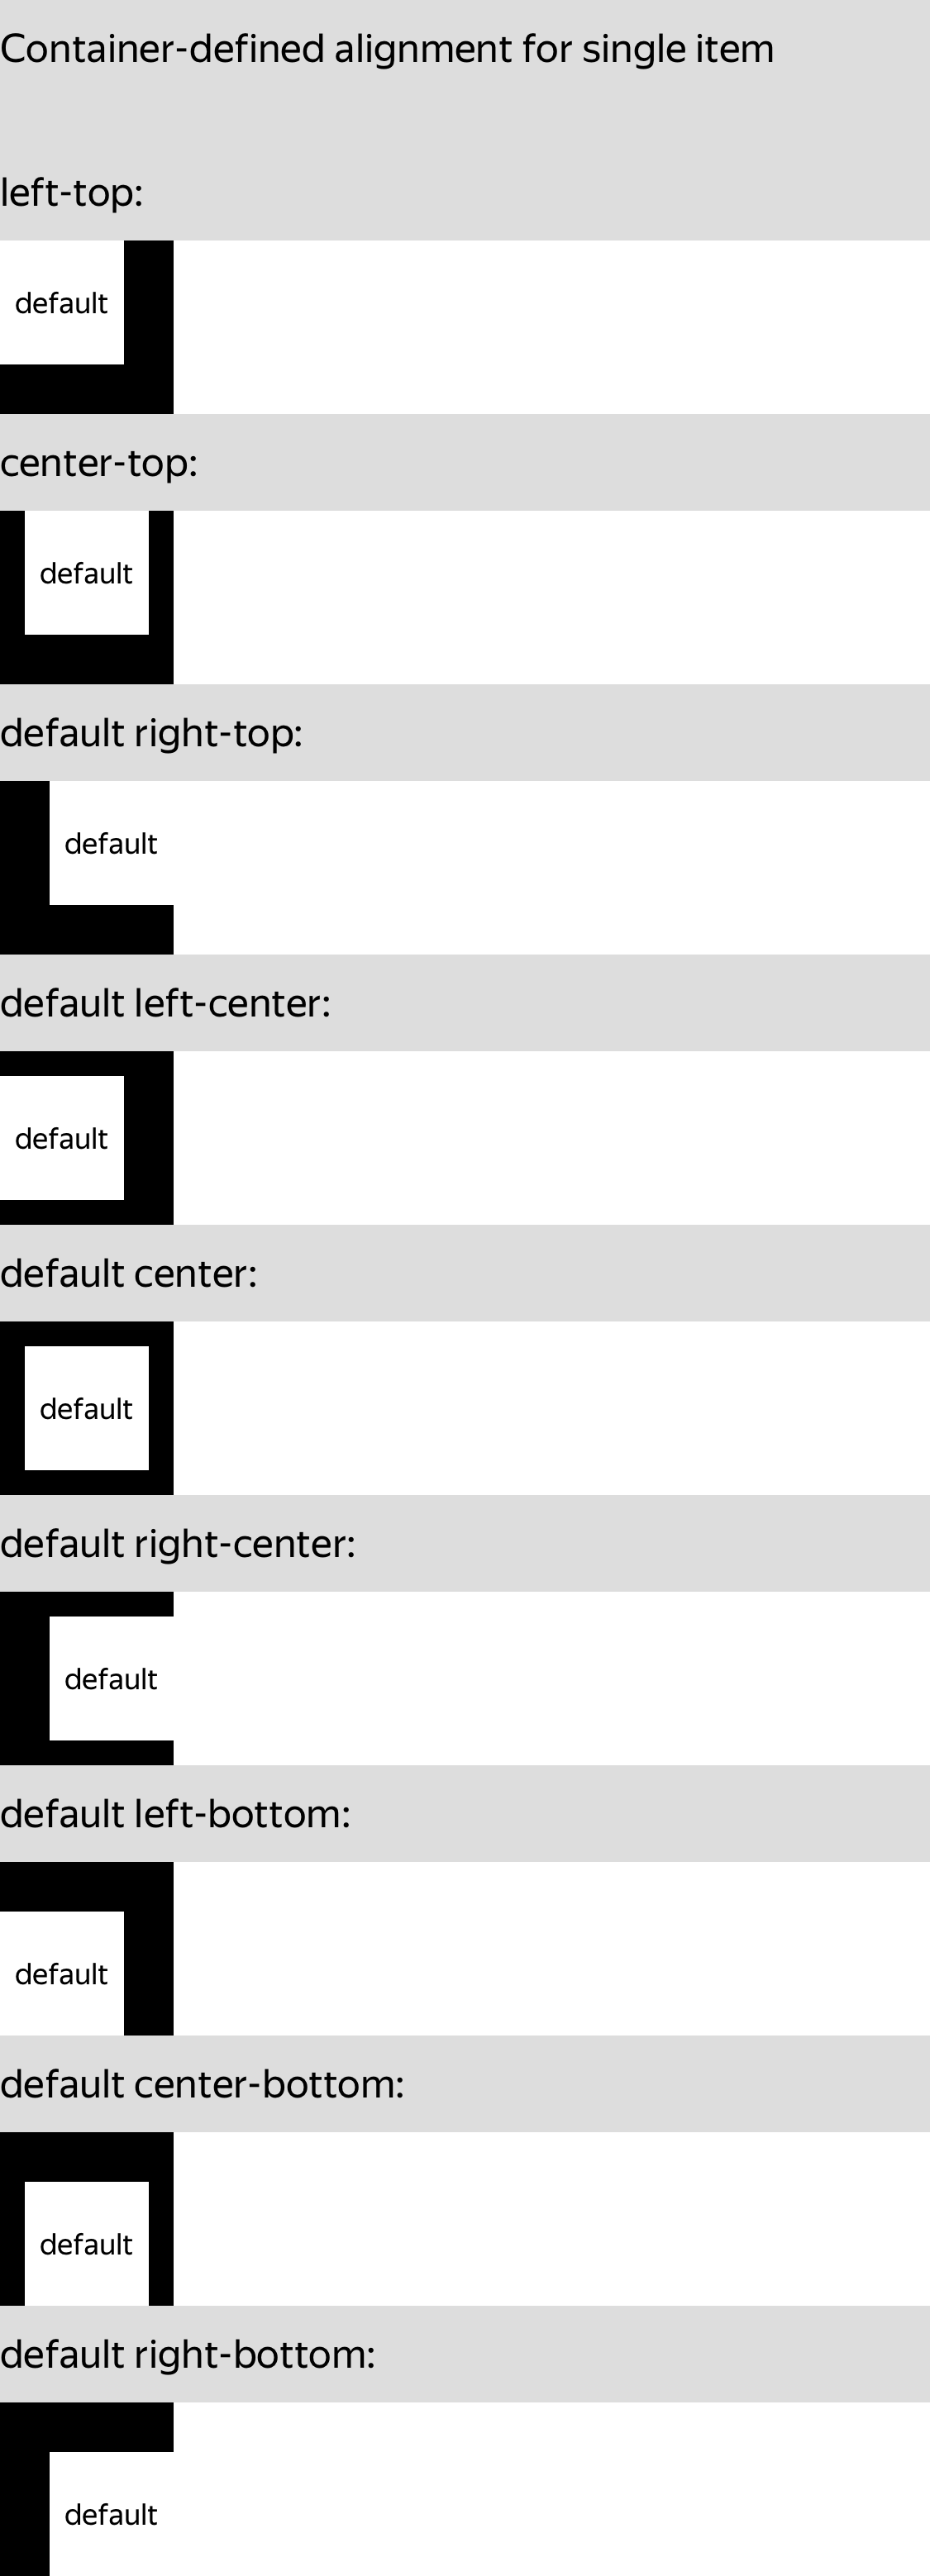 Container-defined alignment for single item
left-top:
default
center-top:
default
default right-top:
default
default left-center:
default
default center:
default
default right-center:
default
default left-bottom:
default
default center-bottom:
default
default right-bottom:
default